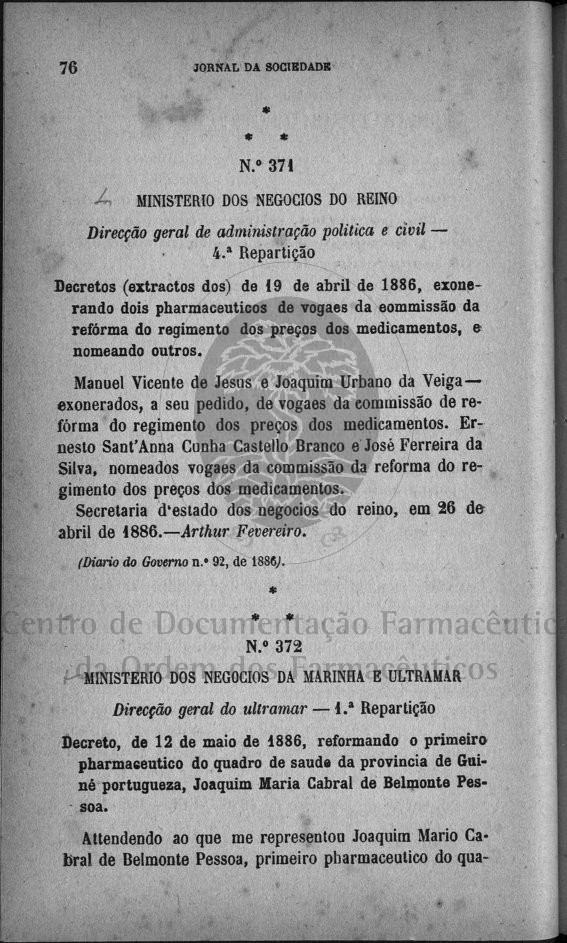 76 JORNAL DA SOCIEDADE
*
* *
N.º 371
MINISTERIO DOS NEGOCIOS DO REINO
Direcção geral de administração politica e civil —
4.ª Repartição
Decretos (extractos dos) de 19 de abril de 1886, exone-
rando dois pharmaceuticos de vogaes da eommissão da
refórma do regimento dos preços dos medicamentos, e
nomeando outros.
Manuel Vicente de Jesus e Joaquim Urbano da Veiga—
exonerados, a seu pedido, de vogaes da commissão de re-
fórma do regimento dos preços dos medicamentos. Er-
nesto Sant'Anna Cunha Castello Branco e José Ferreira da
Silva, nomeados vogaes da commissão da reforma do re-
gimento dos preços dos medicamentos.
Secretaria d'estado dos negocios do reino, em 26 de
abril de 1886.—Arthur Fevereiro.
(Diario do Governo n.º 92, de 1886).
*
* *
Centro de Documentação Farmacêutic
N.º 372
da Ordem dos Farmacêuticos
MINISTERIO DOS NEGOCIOS DA MARINHA E ULTRAMAR
Direcção geral do ultramar — 1.ª Repartição
Decreto, de 12 de maio de 1886, reformando o primeiro
pharmaceutico do quadro de saude da provincia de Gui-
né portugueza, Joaquim Maria Cabral de Belmonte Pes-
soa.
Attendendo ao que me representou Joaquim Mario Ca-
bral de Belmonte Pessoa, primeiro pharmaceutico do qua-